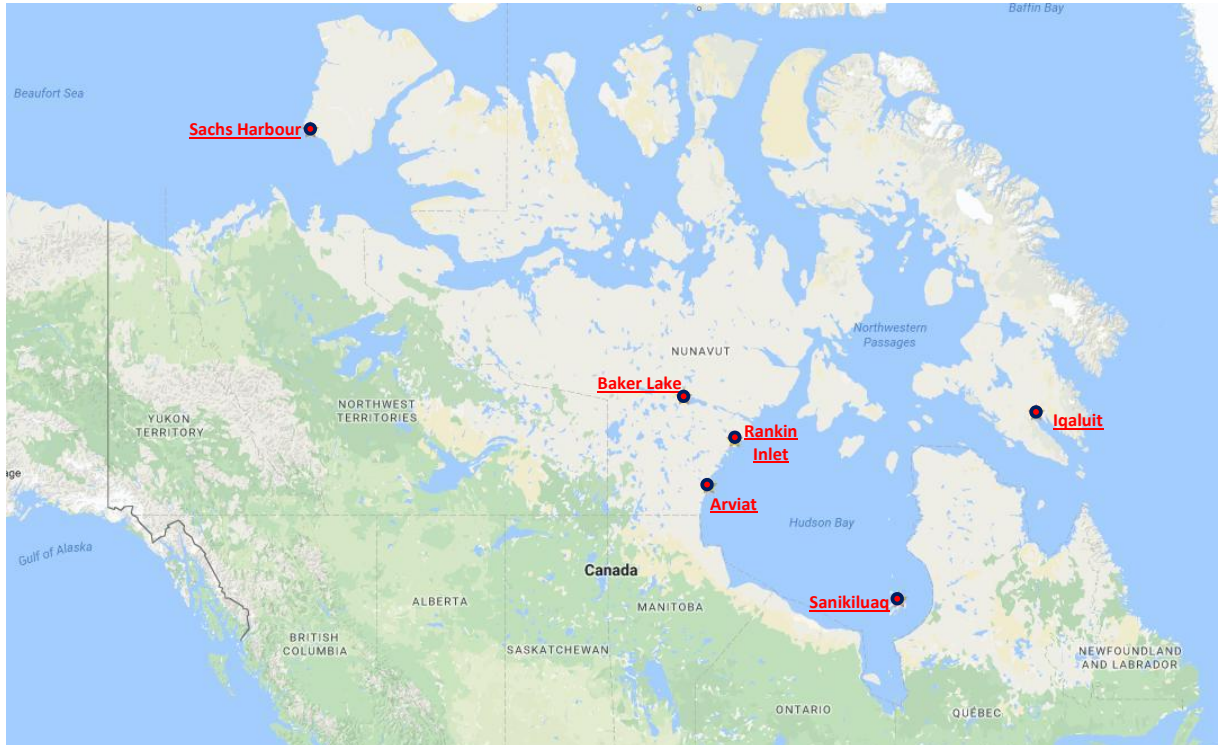 Baffin Bay
Beaufort Sea
Sachs Harbour
NUNAVUT
Northwestern
Passages
Baker Lake
NORTHWEST
TERRITORIES
YUKON
TERRITORY
Iqaluit
Rankin
Inlet
age
Arviat
Hudson Bay
Gulf of Alaska
Canada
ALBERTA
MANITOBA
Sanikiluaq
BRITISH
COLUMBIA
SASKATCHEWAN
NEWFOUNDLAND
AND LABRADOR
ONTARIO
QUÉBEC